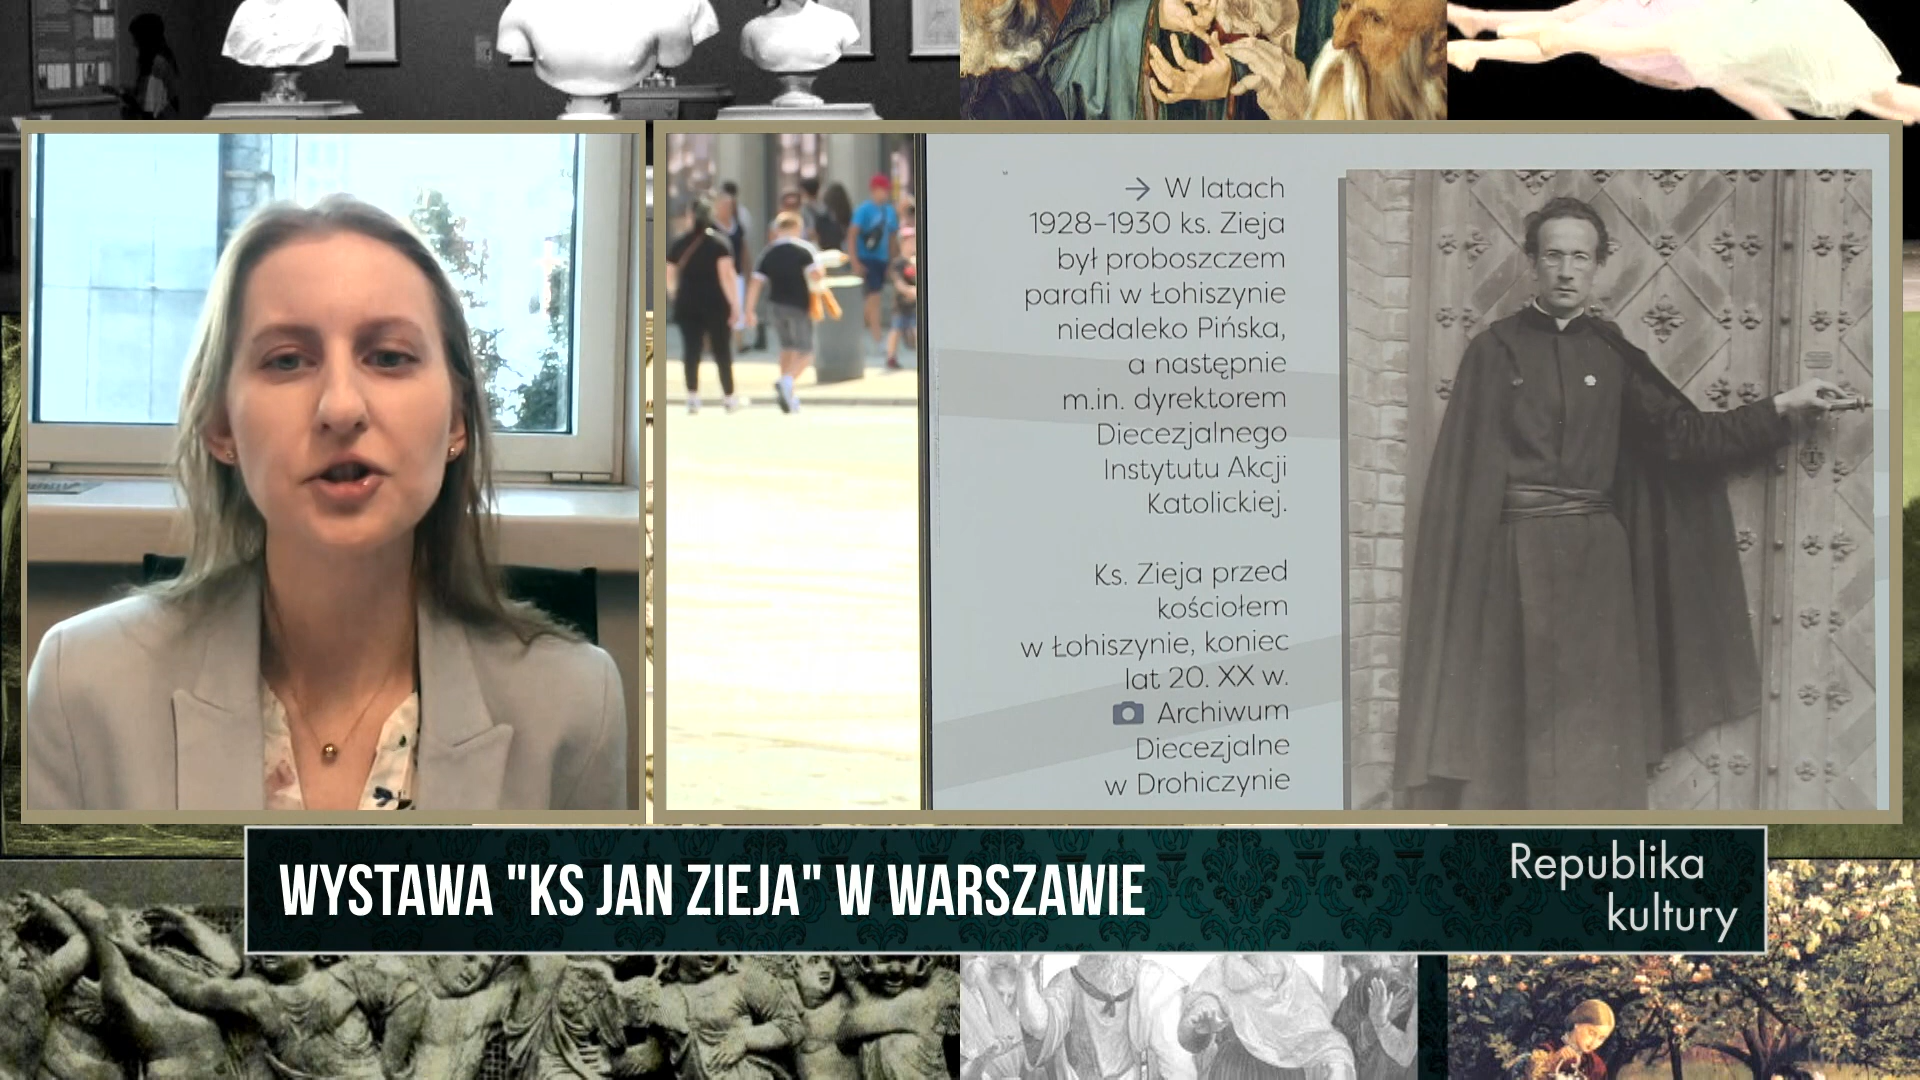 → W latach
1928–1930 ks. Zieja
był proboszczem
parafii w Łohiszynie
niedaleko Pińska,
a następnie
m.in. dyrektorem
Diecezjalnego
Instytutu Akcji
Katolickiej.
Ks. Zieja przed
kościołem
w Łohiszynie, koniec
lat 20. XX w.
Archiwum
Diecezjalne
w Drohiczynie
WYSTAWA "KS JAN ZIEJA" W WARSZAWIE
Republika
kultury